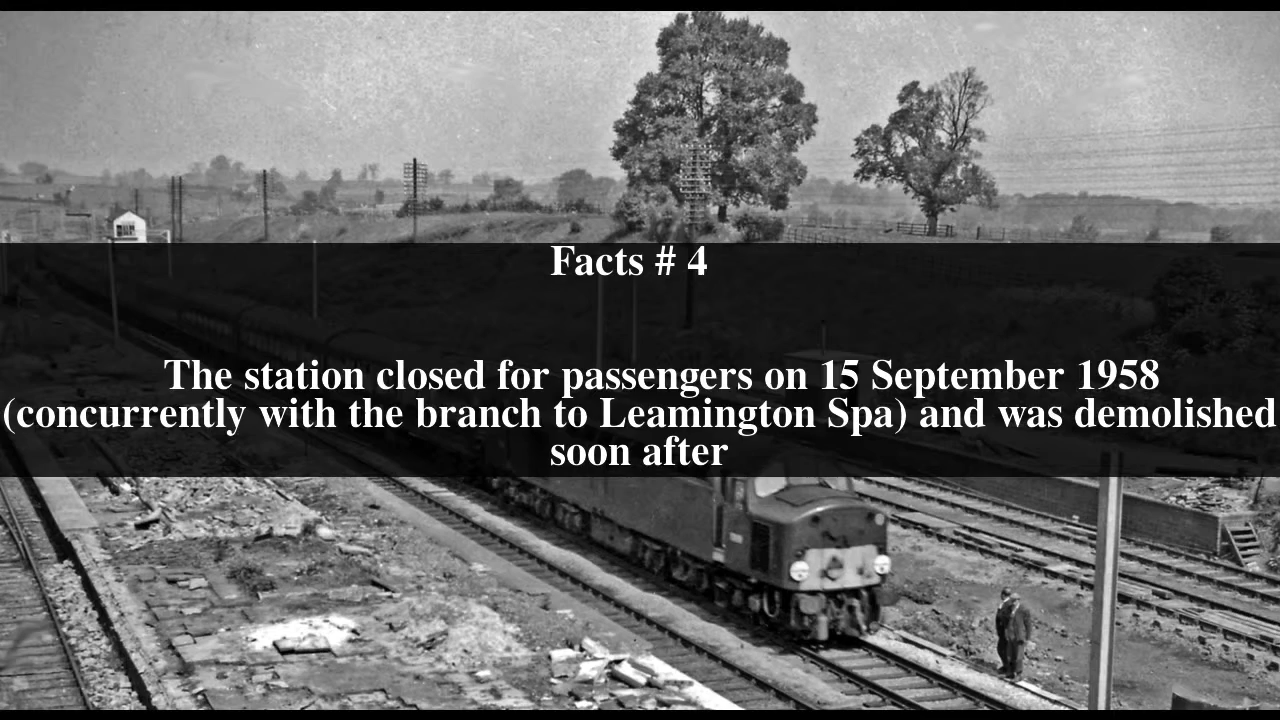 Facts # 4
The station closed for passengers on 15 September 1958
(concurrently with the branch to Leamington Spa) and was demolished
soon after